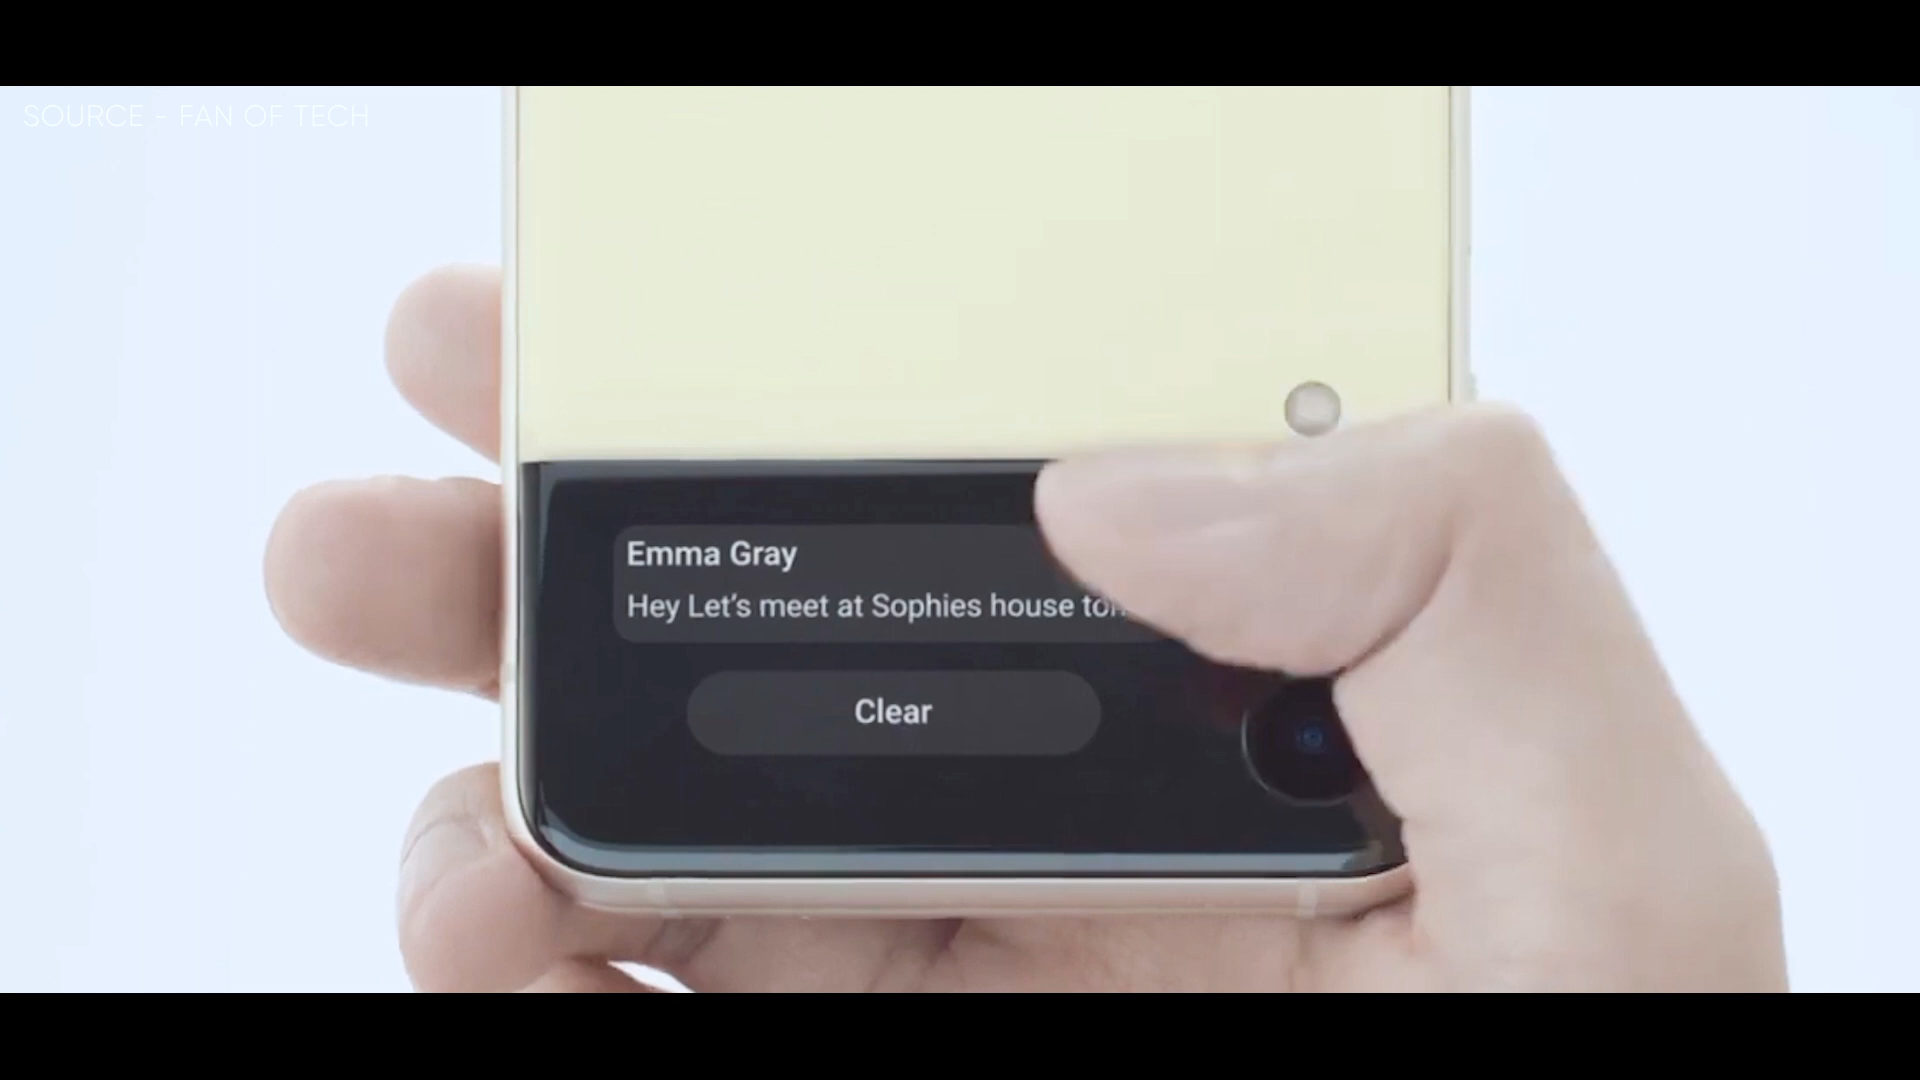 SOURCE - FAN OF TECH
Emma Gray
Hey Let's meet at Sophies house
Clear